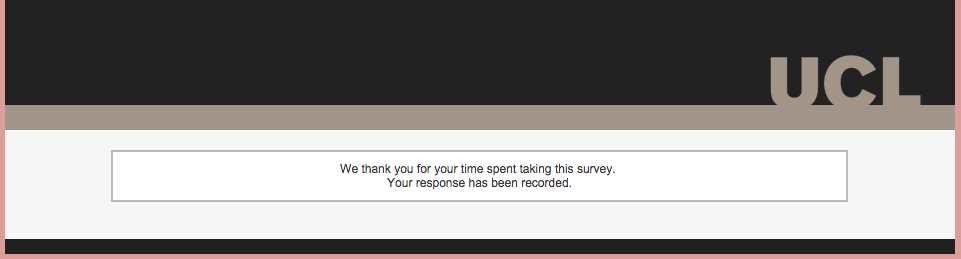 UCL
We thank you for your time spent taking this survey.
Your response has been recorded.